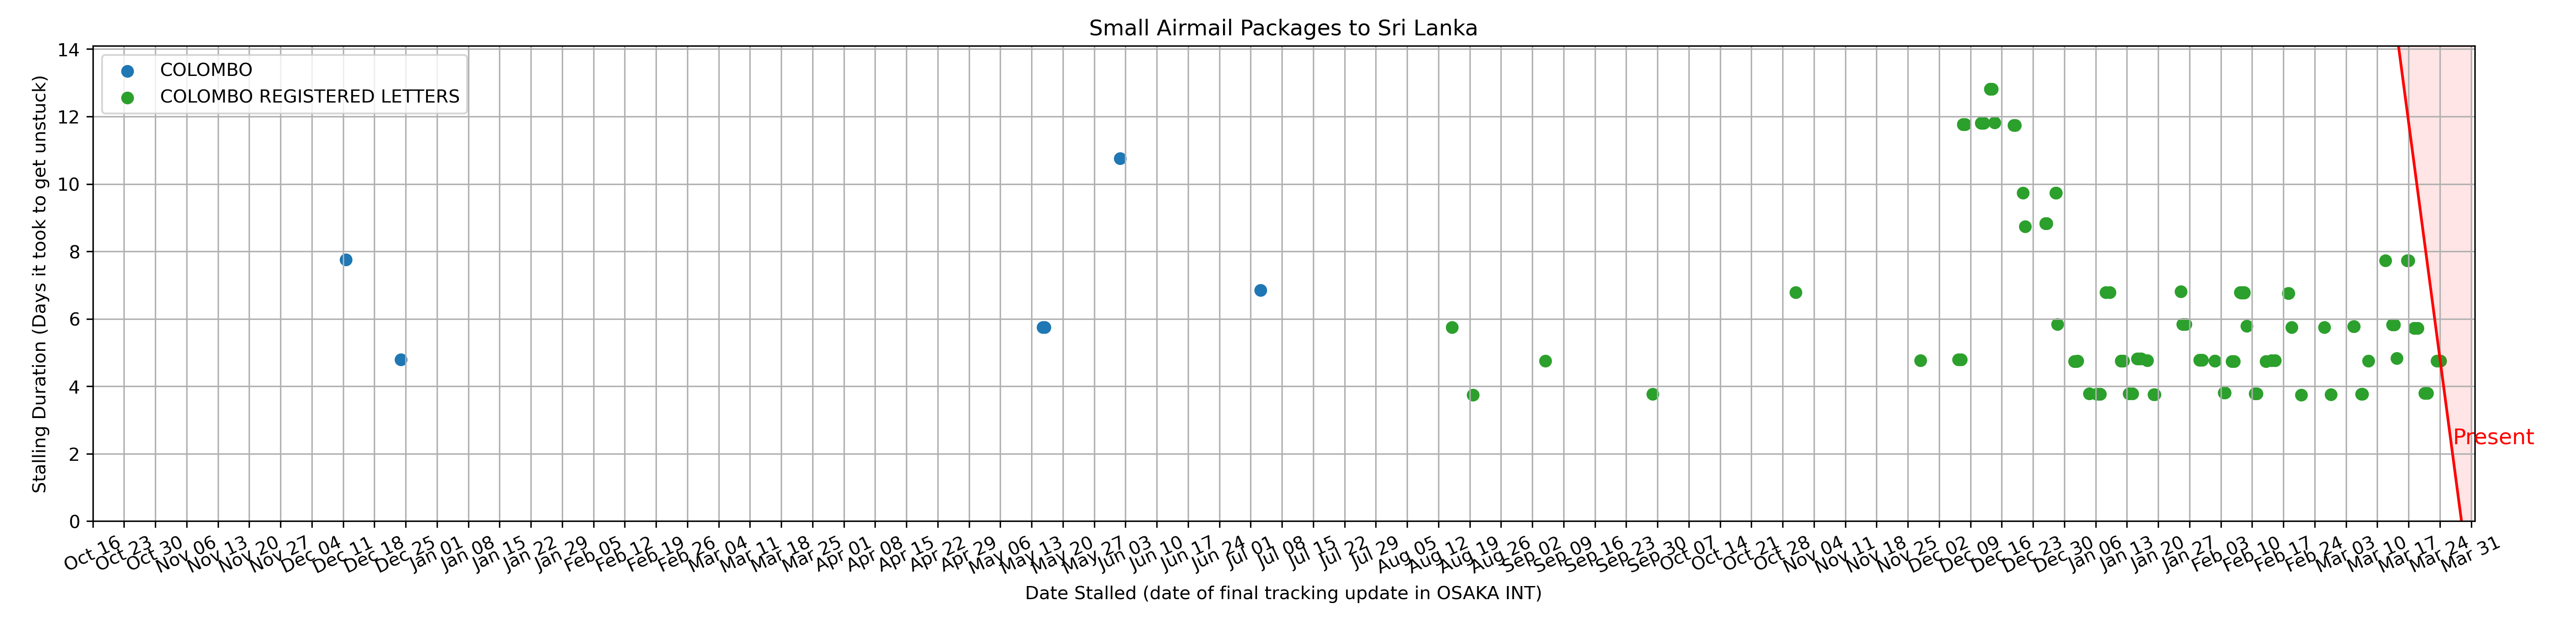 Small Airmail Packages to Sri Lanka
COLOMBO
COLOMBO REGISTERED LETTERS
Stalling Duration (Days it took to get unstuck)
14
12
10
8
6
4
2
0
Present
Oct 16
Oct 23
Oct 30
Nov 06
Nov 13
Nov 20
Nov 27
Dec 04
Dec 11
Dec 18
Dec 25
Jan 01
Jan 08
Jan 15
Jan 22
Jan 29
Feb 05
Feb 12
Feb 19
Feb 26
Mar 04
Mar 11
Mar 18
Mar 25
Apr 01
Apr 08
Apr 15
Apr 22
Apr 29
May 06
May 13
May 20
May 27
Jun 03
Jun 10
Jun 17
Jun 24
Jul 01
Jul 08
Jul 15
Jul 22
Jul 29
Aug 05
Aug 12
Aug 19
Aug 26
Sep 02
Sep 09
Sep 16
Sep 23
Sep 30
Oct 07
Oct 14
Oct 21
Oct 28
Nov 04
Nov 11
Nov 18
Nov 25
Dec 02
Dec 09
Dec 16
Dec 23
Dec 30
Jan 06
Jan 13
Jan 20
Jan 27
Feb 03
Feb 10
Feb 17
Feb 24
Mar 03
Mar 10
Mar 17
Mar 24
Mar 31
Date Stalled (date of final tracking update in OSAKA INT)